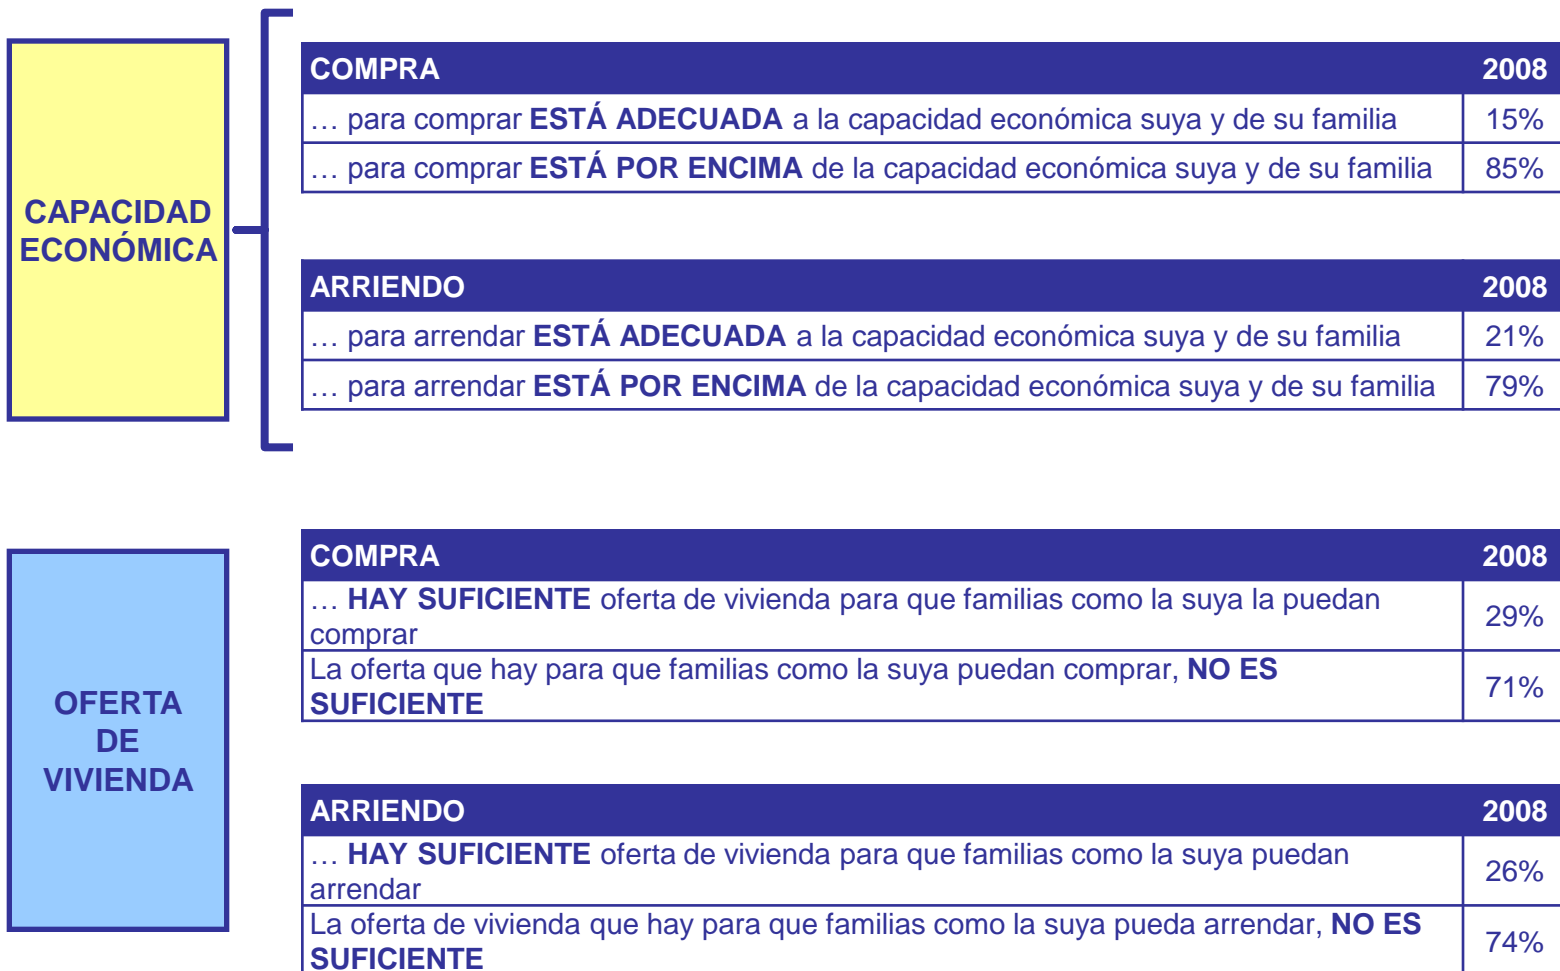 CAPACIDAD
ECONÓMICA
COMPRA 2008
… para comprar ESTÁ ADECUADA a la capacidad económica suya y de su familia 15%
… para comprar ESTÁ POR ENCIMA de la capacidad económica suya y de su familia 85%
ARRIENDO 2008
… para arrendar ESTÁ ADECUADA a la capacidad económica suya y de su familia 21%
… para arrendar ESTÁ POR ENCIMA de la capacidad económica suya y de su familia 79%
OFERTA
DE
VIVIENDA
COMPRA 2008
… HAY SUFICIENTE oferta de vivienda para que familias como la suya la puedan
comprar 29%
La oferta que hay para que familias como la suya puedan comprar, NO ES
SUFICIENTE 71%
ARRIENDO 2008
… HAY SUFICIENTE oferta de vivienda para que familias como la suya puedan
arrendar 26%
La oferta de vivienda que hay para que familias como la suya pueda arrendar, NO ES
SUFICIENTE 74%